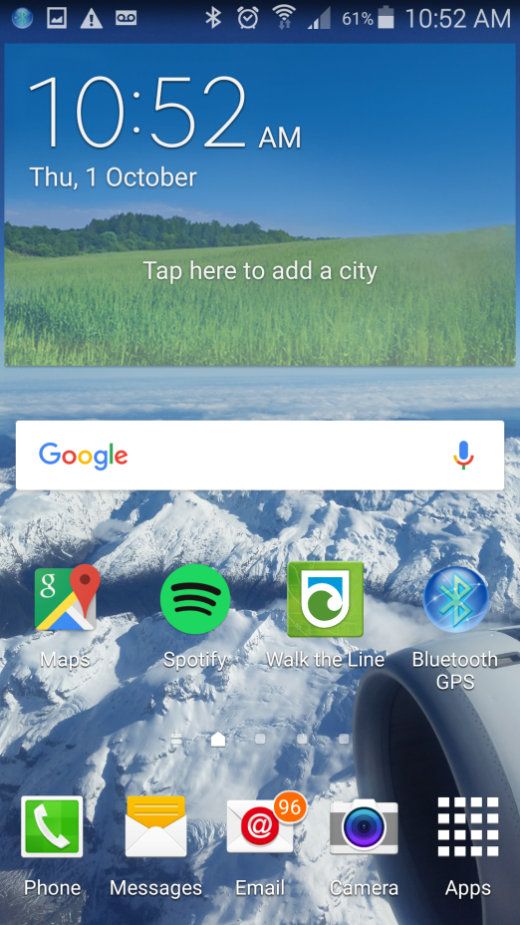 61% 10:52 AM
10:52 AM
Thu, 1 October
Tap here to add a city
Google
g
Maps Spotify Walk the Line Bluetooth GPS
96
@
Phone Messages Email Camera Apps